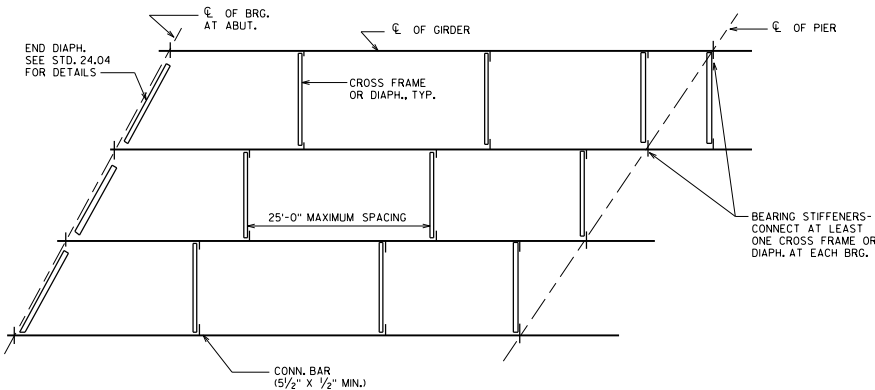 ℄ OF BRG.
AT ABUT.
℄ OF GIRDER
℄ OF PIER
END DIAPH.
SEE STD. 24.04
FOR DETAILS
CROSS FRAME
OR DIAPH., TYP.
25'-0" MAXIMUM SPACING
BEARING STIFFENERS-
CONNECT AT LEAST
ONE CROSS FRAME OR
DIAPH. AT EACH BRG.
CONN. BAR
(5 1/2" X 1/2" MIN.)